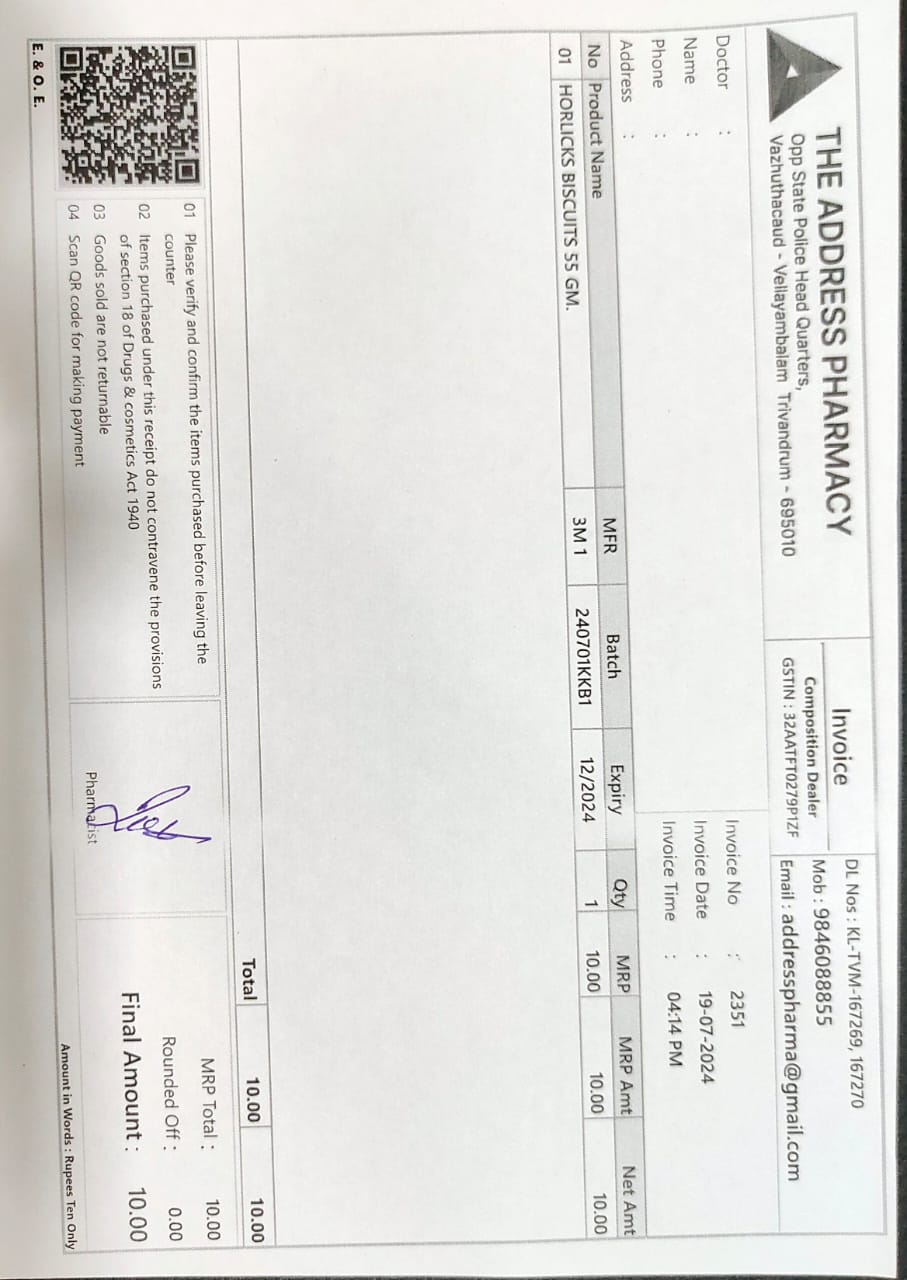 THE ADDRESS PHARMACY
Opp State Police Head Quarters,
Vazhuthacaud - Vellayambalam Trivandrum - 695010
Invoice
Composition Dealer
GSTIN : 32AATFT0279P1ZF
DL Nos : KL-TVM-167269, 167270
Mob : 9846088855
Email : addresspharma@gmail.com
Doctor :
Name :
Phone :
Address :
Invoice No : 2351
Invoice Date : 19-07-2024
Invoice Time : 04:14 PM
No Product Name MFR Batch Expiry Qty MRP MRP Amt Net Amt
01 HORLICKS BISCUITS 55 GM. 3M 1 240701KKB1 12/2024 1 10.00 10.00 10.00
Total 10.00 10.00
01 Please verify and confirm the items purchased before leaving the
counter
02 Items purchased under this receipt do not contravene the provisions
of section 18 of Drugs & cosmetics Act 1940
03 Goods sold are not returnable
04 Scan QR code for making payment
E. & O. E.
Pharmacist
MRP Total : 10.00
Rounded Off : 0.00
Final Amount : 10.00
Amount in Words : Rupees Ten Only